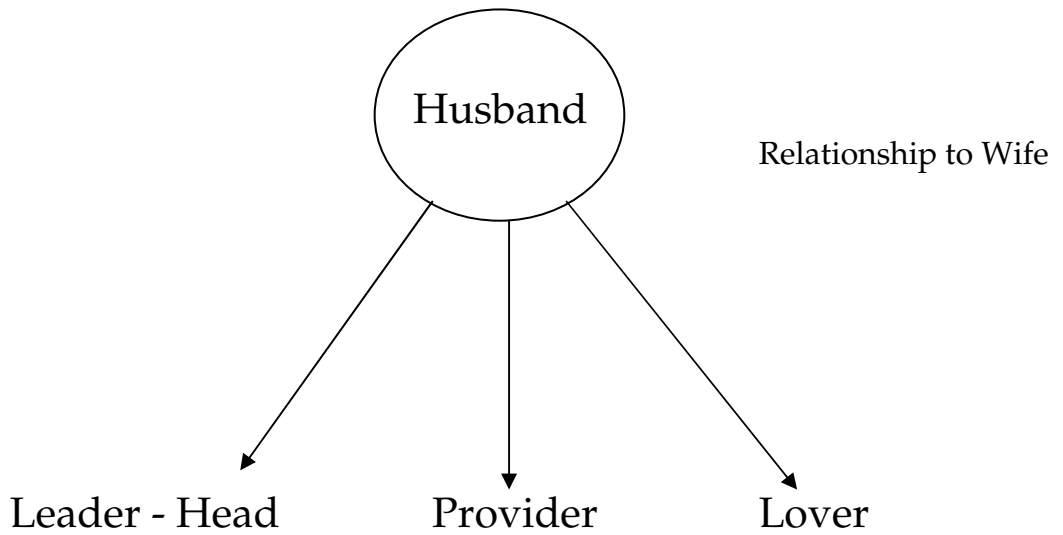 Husband
Relationship to Wife
Leader - Head
Provider
Lover